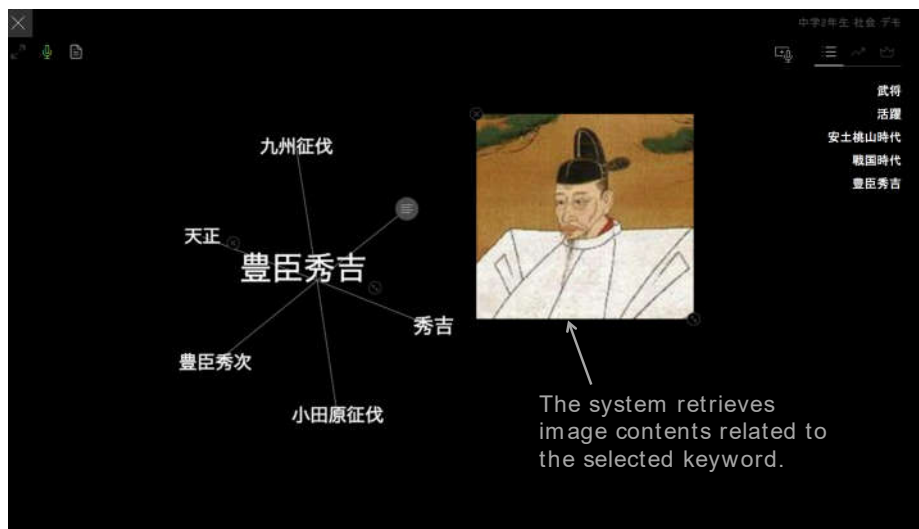 中学2年生 社会 デモ
武将
活躍
安土桃山時代
戦国時代
豊臣秀吉
九州征伐
天正
豊臣秀吉
秀吉
豊臣秀次
小田原征伐
The system retrieves
image contents related to
the selected keyword.